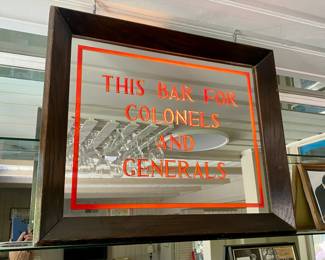 THIS BAR FOR
COLONELS
AND
GENERALS